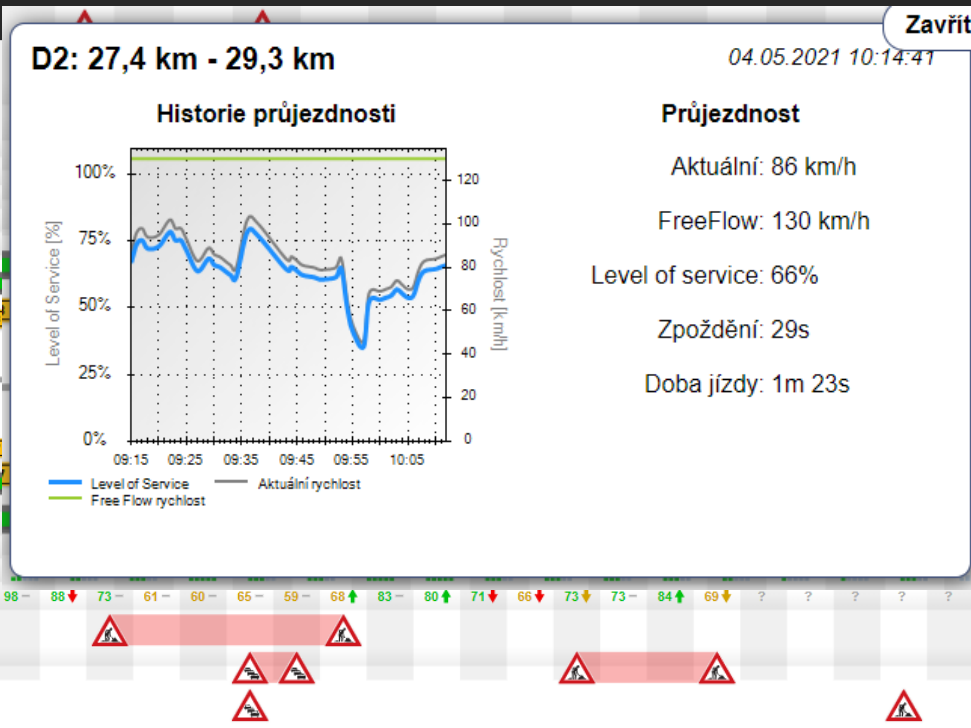 Zavřít
D2: 27,4 km - 29,3 km
04.05.2021 10:14:41
Historie průjezdnosti
Průjezdnost
100%
75%
50%
25%
0%
Level of Service [%]
120
100
80
60
40
20
0
Rychlost [km/h]
09:15 09:25 09:35 09:45 09:55 10:05
Level of Service
Aktuální rychlost
Free Flow rychlost
Aktuální: 86 km/h
FreeFlow: 130 km/h
Level of service: 66%
Zpoždění: 29s
Doba jízdy: 1m 23s
98 – 88 73 – 61 – 60 – 65 – 59 – 68 83 – 80 71 66 73 73 – 84 69 ? ? ? ? ?